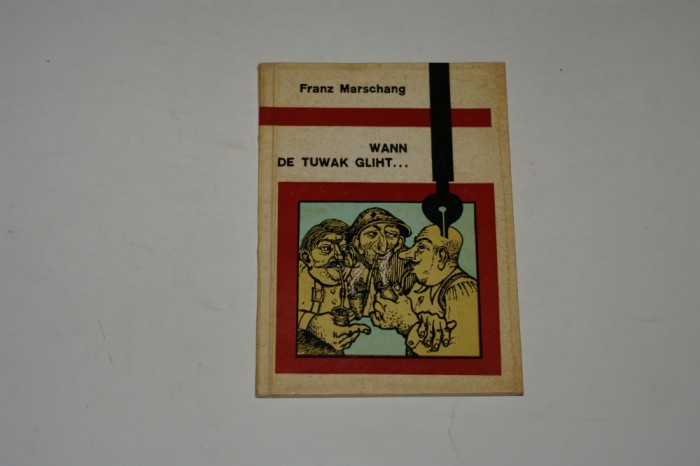 Franz Marschang
WANN
DE TUWAK GLIHT...